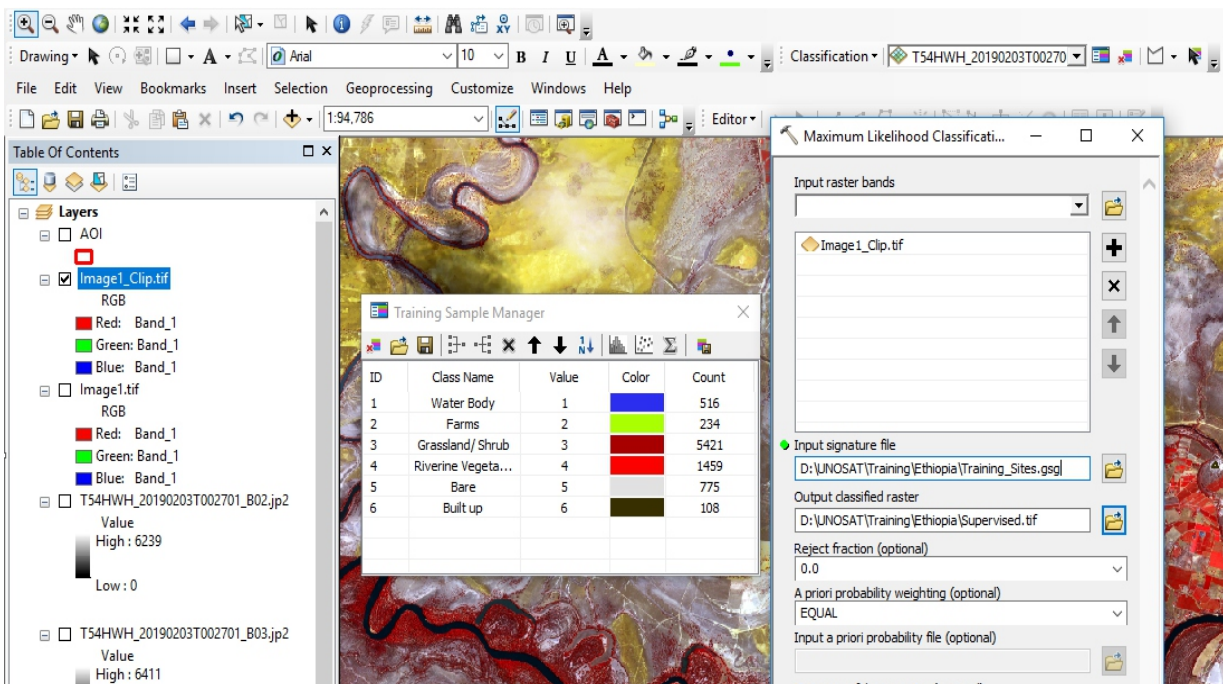 Drawing
A
Arial
10
B I U A
Classification
T54HWH_20190203T00270
File Edit View Bookmarks Insert Selection Geoprocessing Customize Windows Help
1:94,786
Editor
Table Of Contents
Layers
AOI
Image1_Clip.tif
RGB
Red: Band_1
Green: Band_1
Blue: Band_1
Image1.tif
RGB
Red: Band_1
Green: Band_1
Blue: Band_1
T54HWH_20190203T002701_B02.jp2
Value
High : 6239
Low : 0
T54HWH_20190203T002701_B03.jp2
Value
High : 6411
Training Sample Manager
ID Class Name Value Color Count
1 Water Body 1 516
2 Farms 2 234
3 Grassland/ Shrub 3 5421
4 Riverine Vegeta... 4 1459
5 Bare 5 775
6 Built up 6 108
Maximum Likelihood Classificati...
Input raster bands
Image1_Clip.tif
Input signature file
D:\UNOSAT\Training\Ethiopia\Training_Sites.gsg
Output classified raster
D:\UNOSAT\Training\Ethiopia\Supervised.tif
Reject fraction (optional)
0.0
A priori probability weighting (optional)
EQUAL
Input a priori probability file (optional)